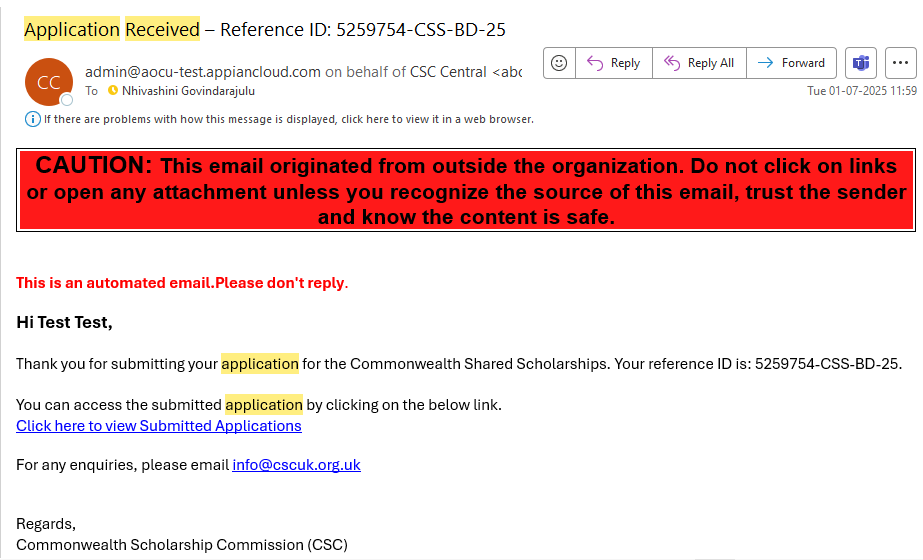 Application Received – Reference ID: 5259754-CSS-BD-25
CC
admin@aocu-test.appiancloud.com on behalf of CSC Central <abc
Reply
Reply All
Forward
To Nhivashini Govindarajulu
Tue 01-07-2025 11:59
If there are problems with how this message is displayed, click here to view it in a web browser.
CAUTION: This email originated from outside the organization. Do not click on links
or open any attachment unless you recognize the source of this email, trust the sender
and know the content is safe.
This is an automated email.Please don't reply.
Hi Test Test,
Thank you for submitting your application for the Commonwealth Shared Scholarships. Your reference ID is: 5259754-CSS-BD-25.
You can access the submitted application by clicking on the below link.
Click here to view Submitted Applications
For any enquiries, please email info@cscuk.org.uk
Regards,
Commonwealth Scholarship Commission (CSC)